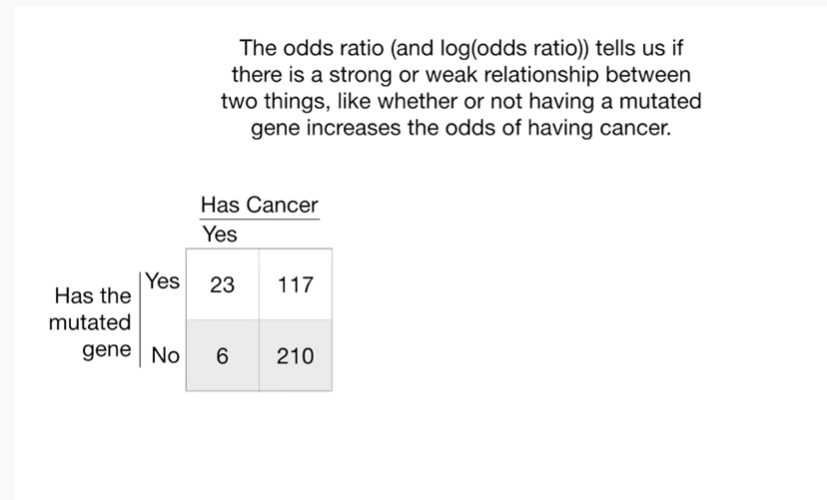 The odds ratio (and log(odds ratio)) tells us if
there is a strong or weak relationship between
two things, like whether or not having a mutated
gene increases the odds of having cancer.
Has Cancer
Yes
Has the
mutated
gene
Yes 23 117
No 6 210